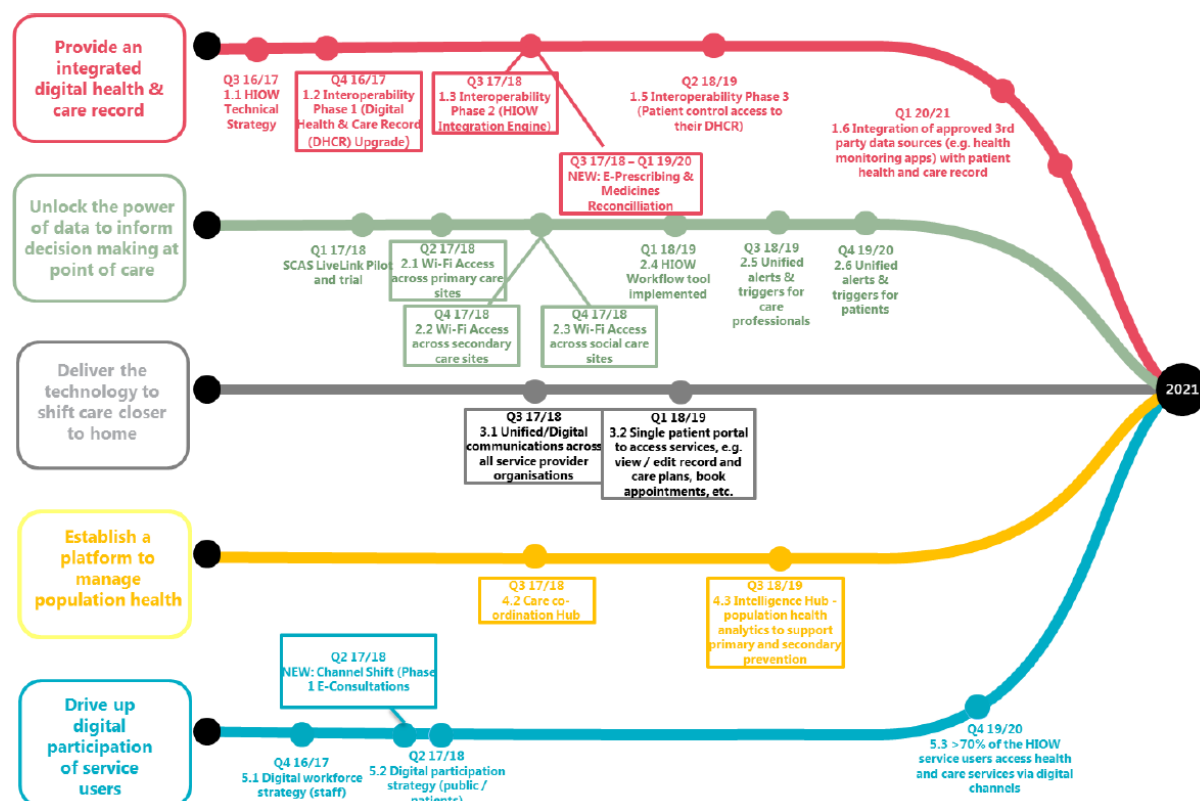 Provide an
integrated
digital health &
care record
Q3 16/17
1.1 HIOW
Technical
Strategy
Q4 16/17
1.2 Interoperability
Phase 1 (Digital
Health & Care Record
(DHCR) Upgrade)
Q3 17/18
1.3 Interoperability
Phase 2 (HIOW
Integration Engine)
Q3 17/18 – Q1 19/20
NEW: E-Prescribing &
Medicines
Reconcilliation
Q2 18/19
1.5 Interoperability Phase 3
(Patient control access to
their DHCR)
Q1 20/21
1.6 Integration of approved 3rd
party data sources (e.g. health
monitoring apps) with patient
health and care record
Unlock the power
of data to inform
decision making at
point of care
Q1 17/18
SCAS LiveLink Pilot
and trial
Q2 17/18
2.1 Wi-Fi Access
across primary care
sites
Q4 17/18
2.2 Wi-Fi Access
across secondary
care sites
Q4 17/18
2.3 Wi-Fi Access
across social care
sites
Q1 18/19
2.4 HIOW
Workflow tool
implemented
Q3 18/19
2.5 Unified
alerts &
triggers for
care
professionals
Q4 19/20
2.6 Unified
alerts &
triggers for
patients
Deliver the
technology to
shift care closer
to home
Q3 17/18
3.1 Unified/Digital
communications across
all service provider
organisations
Q1 18/19
3.2 Single patient portal
to access services, e.g.
view / edit record and
care plans, book
appointments, etc.
2021
Establish a
platform to
manage
population health
Q3 17/18
4.2 Care co-
ordination Hub
Q3 18/19
4.3 Intelligence Hub -
population health
analytics to support
primary and secondary
prevention
Drive up
digital
participation
of service
users
Q2 17/18
NEW: Channel Shift (Phase
1 E-Consultations
Q4 16/17
5.1 Digital workforce
strategy (staff)
Q2 17/18
5.2 Digital participation
strategy (public /
patients)
Q4 19/20
5.3 >70% of the HIOW
service users access health
and care services via digital
channels